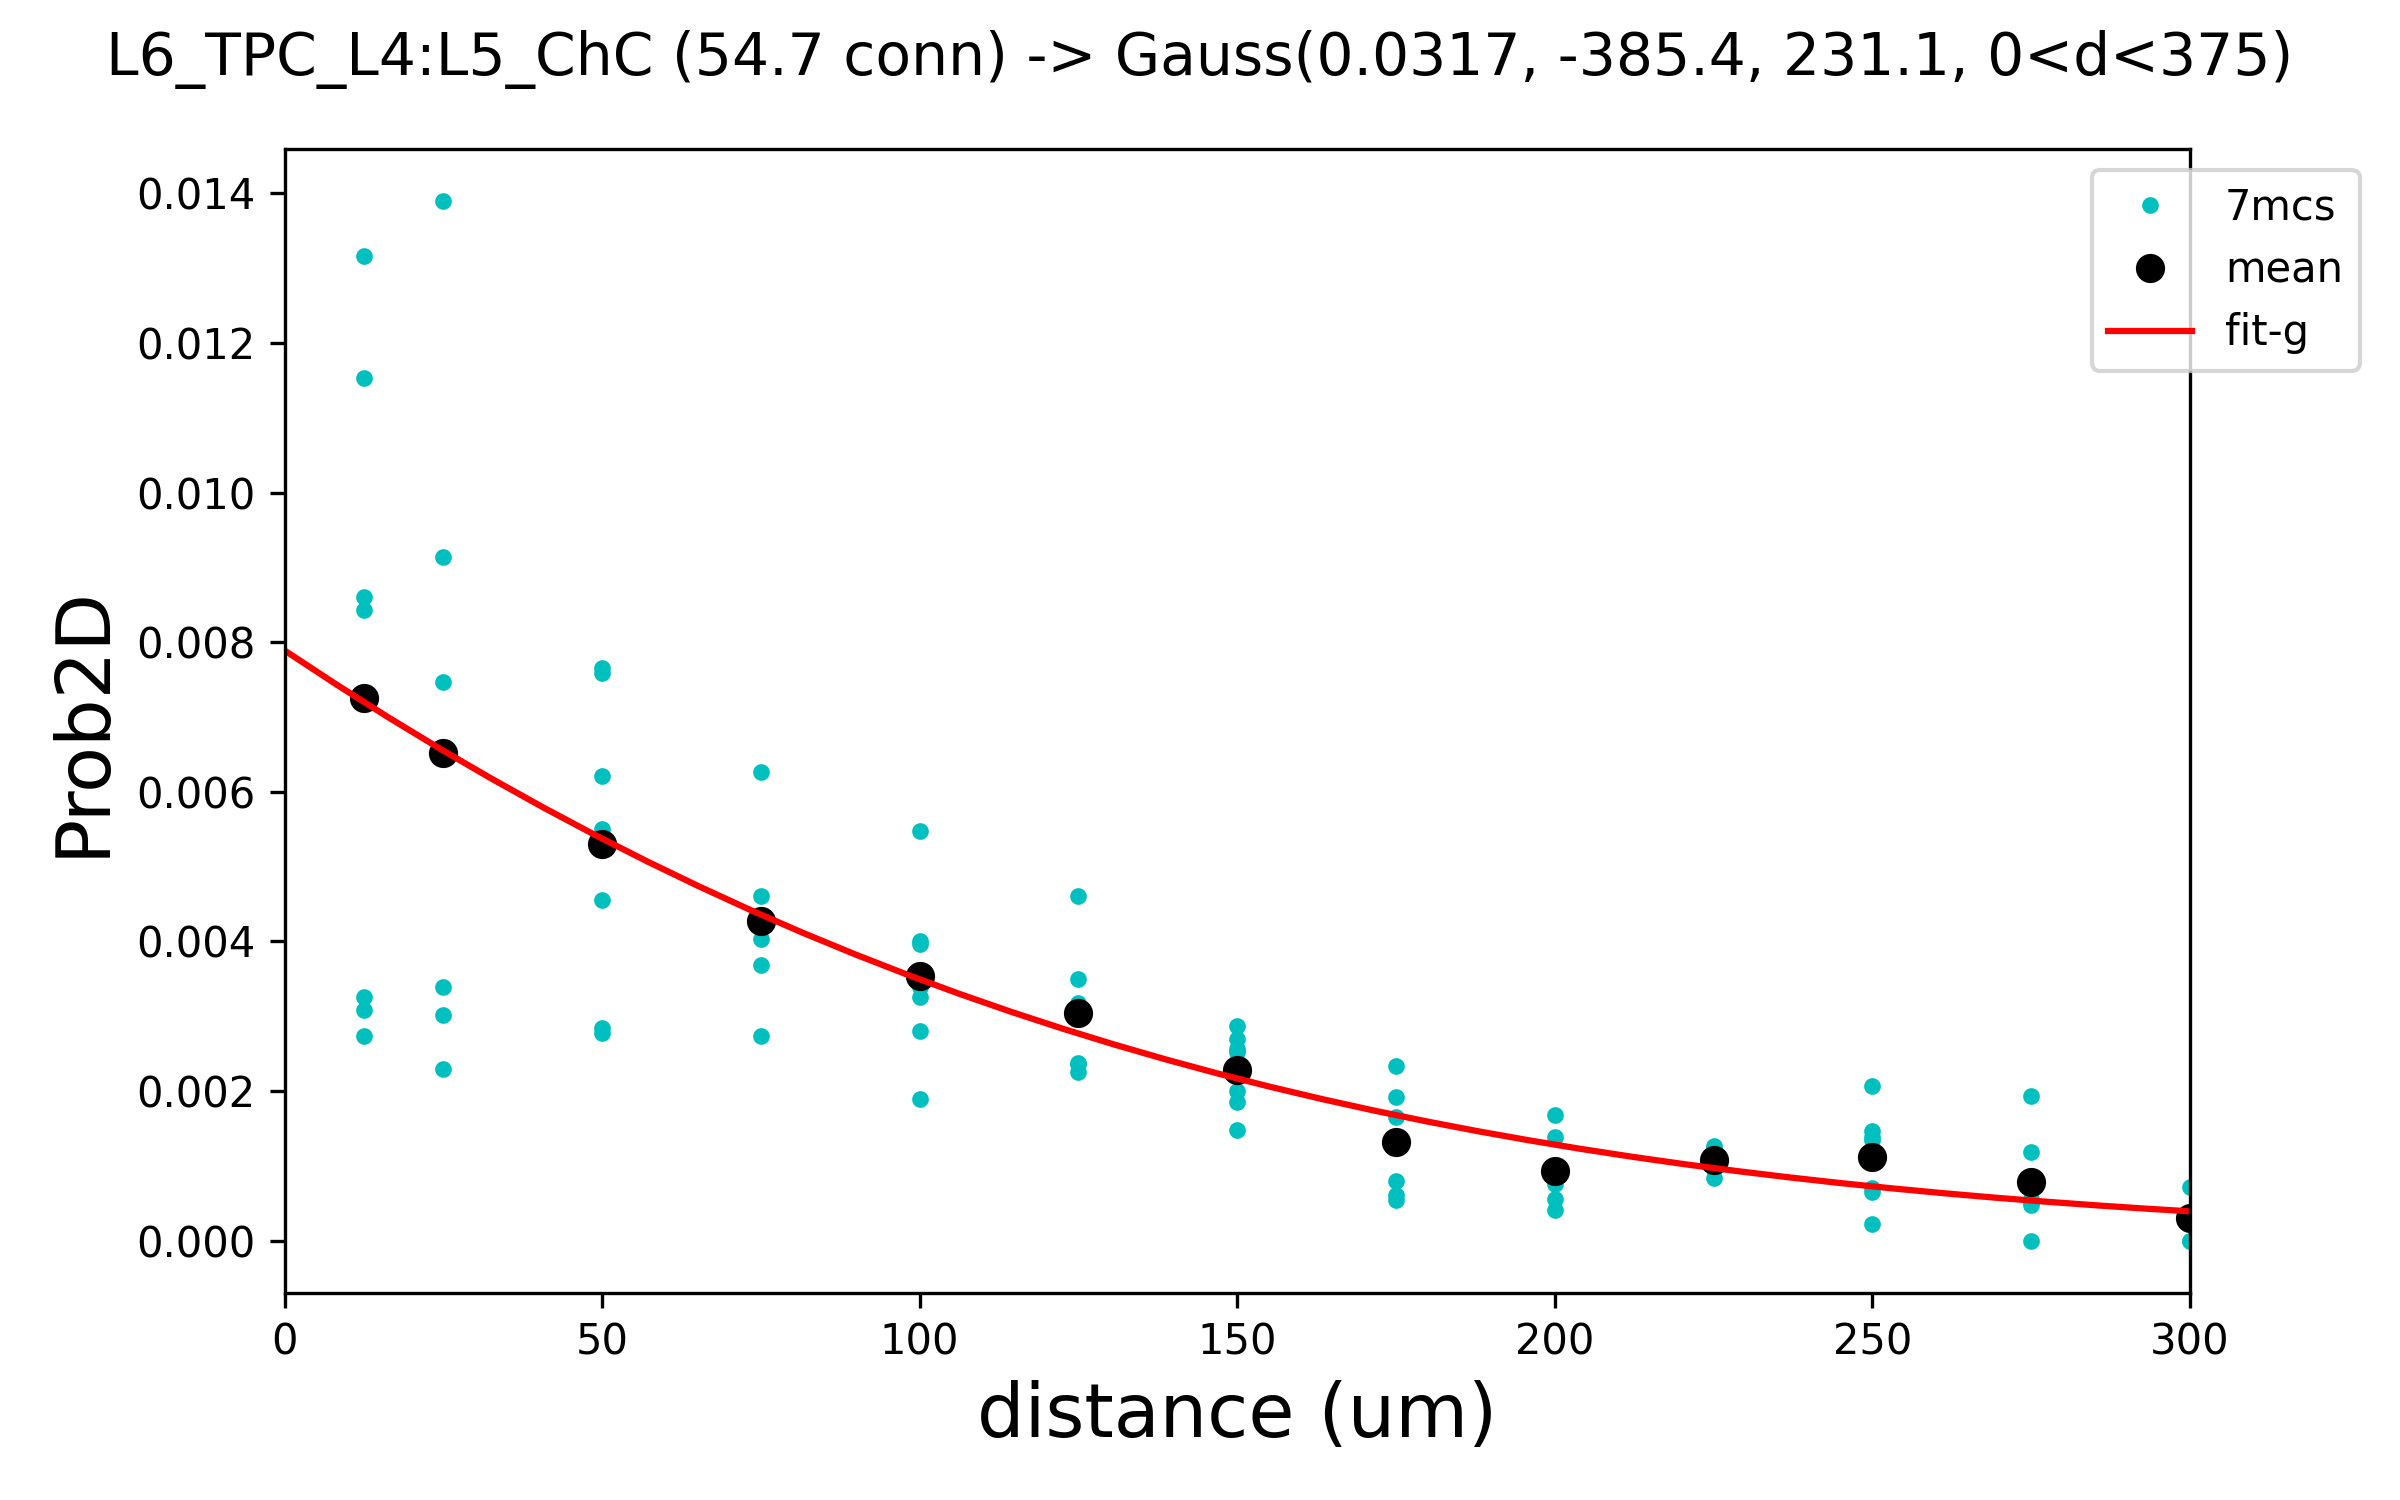 L6_TPC_L4:L5_ChC (54.7 conn) -> Gauss(0.0317, -385.4, 231.1, 0<d<375)
0.014
0.012
0.010
0.008
0.006
0.004
0.002
0.000
Prob2D
7mcs
mean
fit-g
0 50 100 150 200 250 300
distance (um)